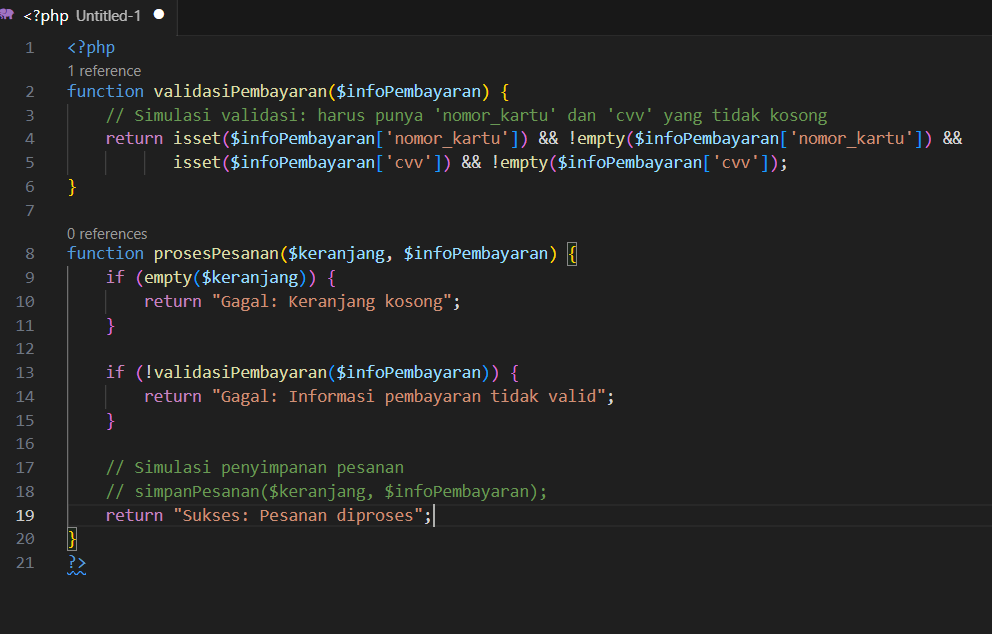 <?php Untitled-1
1 <?php
1 reference
2 function validasiPembayaran($infoPembayaran) {
3     // Simulasi validasi: harus punya 'nomor_kartu' dan 'cvv' yang tidak kosong
4     return isset($infoPembayaran['nomor_kartu']) && !empty($infoPembayaran['nomor_kartu']) &&
5            isset($infoPembayaran['cvv']) && !empty($infoPembayaran['cvv']);
6 }
7
0 references
8 function prosesPesanan($keranjang, $infoPembayaran) {
9     if (empty($keranjang)) {
10         return "Gagal: Keranjang kosong";
11     }
12
13     if (!validasiPembayaran($infoPembayaran)) {
14         return "Gagal: Informasi pembayaran tidak valid";
15     }
16
17     // Simulasi penyimpanan pesanan
18     // simpanPesanan($keranjang, $infoPembayaran);
19     return "Sukses: Pesanan diproses";
20 }
21 ?>